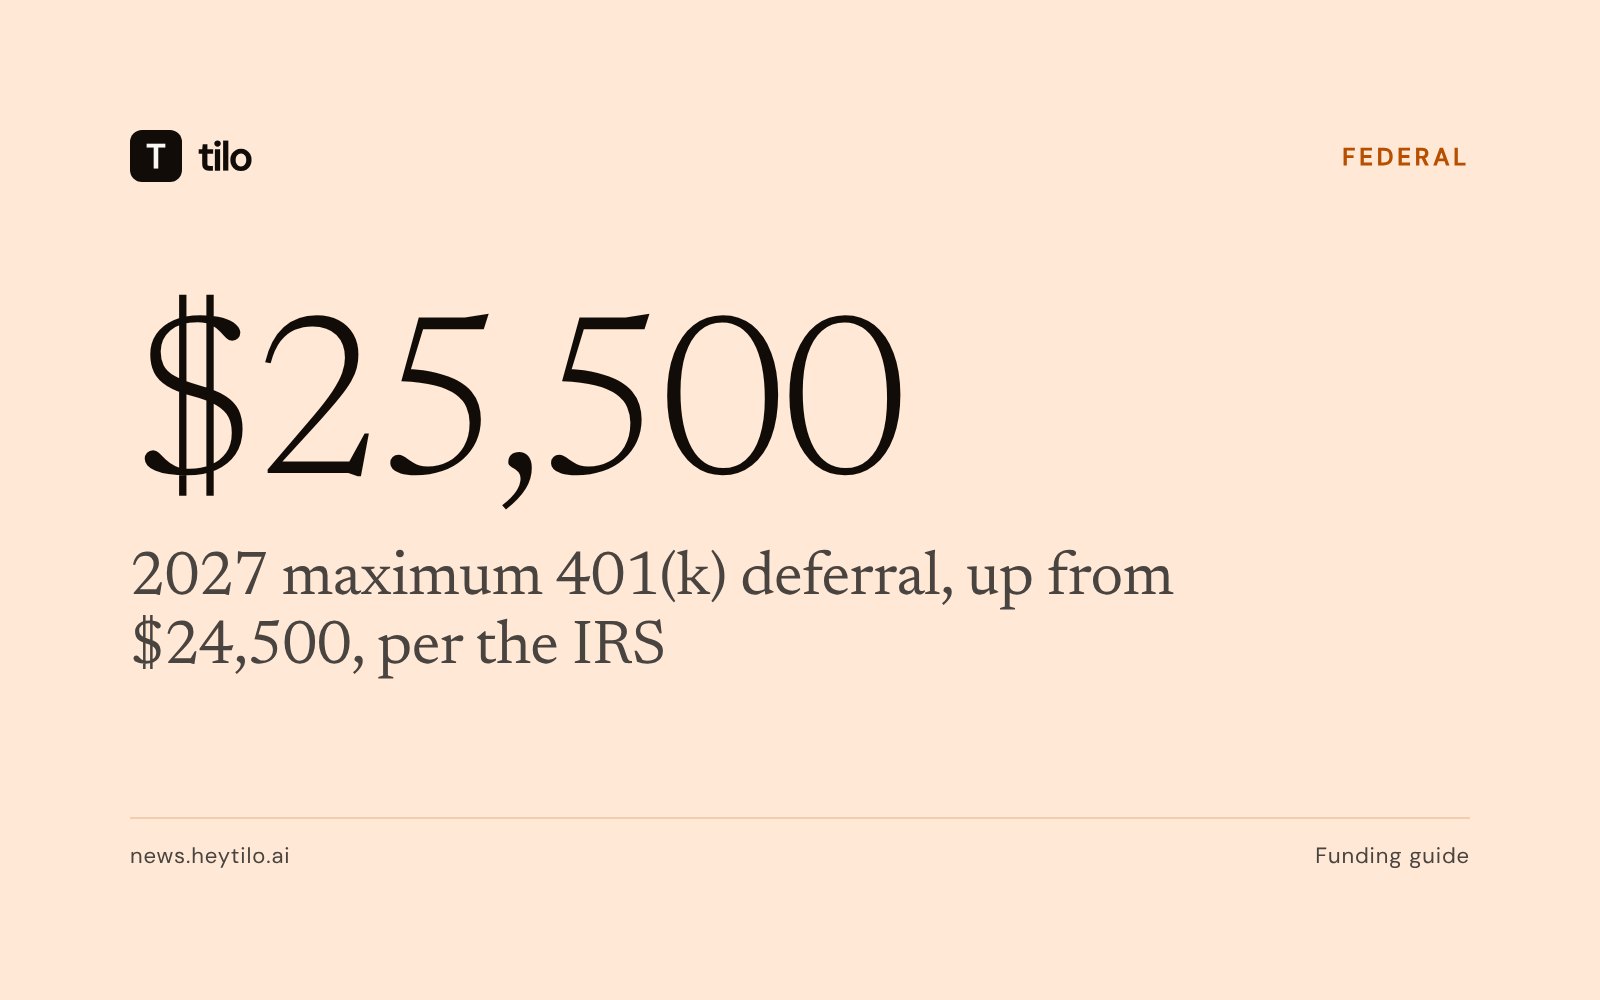 T tilo
FEDERAL
$25,500
2027 maximum 401(k) deferral, up from
$24,500, per the IRS
news.heytilo.ai
Funding guide